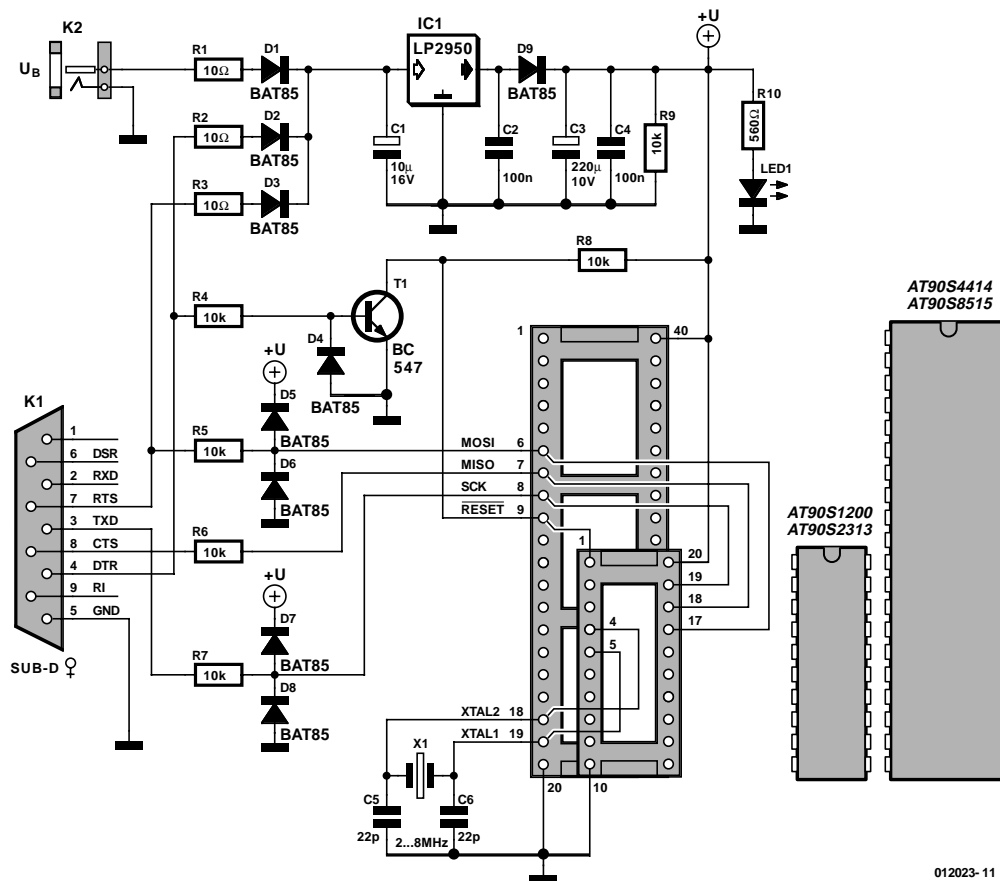 K2
U_B
R1
10Ω
D1
BAT85
IC1
LP2950
D9
BAT85
+U
R2
10Ω
D2
BAT85
R3
10Ω
D3
BAT85
C1
10µ
16V
C2
100n
C3
220µ
10V
C4
100n
R9
10k
R10
560Ω
LED1
R8
10k
R4
10k
T1
BC
547
D4
BAT85
+U
D5
BAT85
D6
BAT85
R5
10k
R6
10k
+U
D7
BAT85
D8
BAT85
R7
10k
K1
1
6 DSR
2 RXD
7 RTS
3 TXD
8 CTS
4 DTR
9 RI
5 GND
SUB-D ♀
1
40
MOSI 6
MISO 7
SCK 8
RESET 9
1
20
19
18
17
4
5
XTAL2 18
XTAL1 19
20
10
X1
C5
22p
C6
22p
2...8MHz
AT90S4414
AT90S8515
AT90S1200
AT90S2313
012023- 11